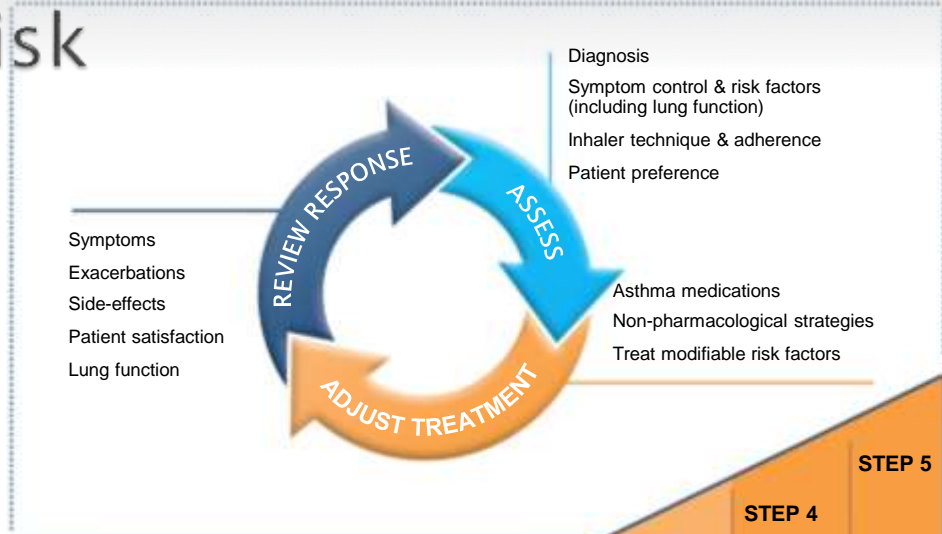 isk
Diagnosis
Symptom control & risk factors
(including lung function)
Inhaler technique & adherence
Patient preference
REVIEW RESPONSE
ASSESS
Symptoms
Exacerbations
Side-effects
Patient satisfaction
Lung function
Asthma medications
Non-pharmacological strategies
Treat modifiable risk factors
ADJUST TREATMENT
STEP 5
STEP 4